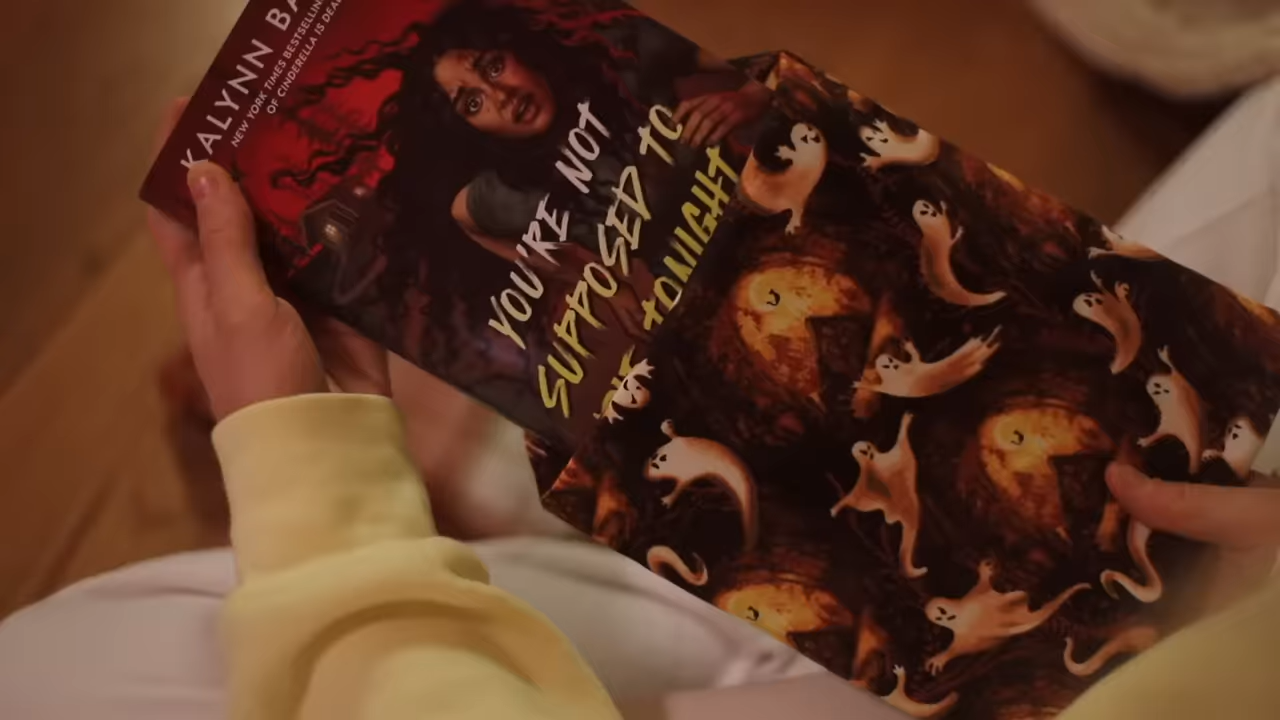 KALYNN BA
NEW YORK TIMES BESTSELLIN
OF CINDERELLA IS DEA
YOU'RE NOT
SUPPOSED TO
TONIGHT